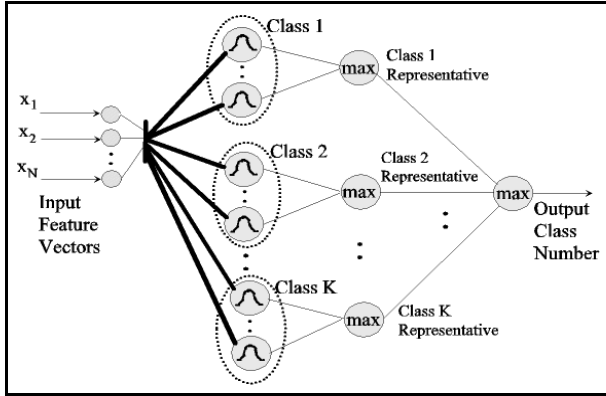 Class 1
max
Class 1
Representative
x1
x2
xN
Input
Feature
Vectors
Class 2
max
Class 2
Representative
max
Output
Class
Number
Class K
max
Class K
Representative